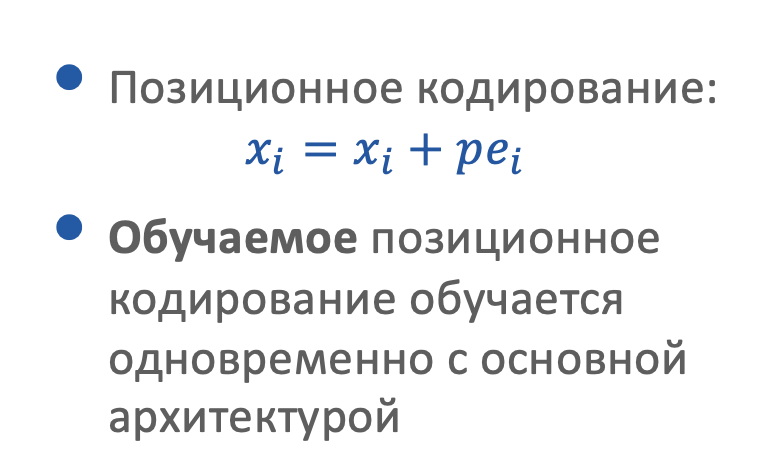 • Позиционное кодирование:
xᵢ = xᵢ + peᵢ
• Обучаемое позиционное
кодирование обучается
одновременно с основной
архитектурой